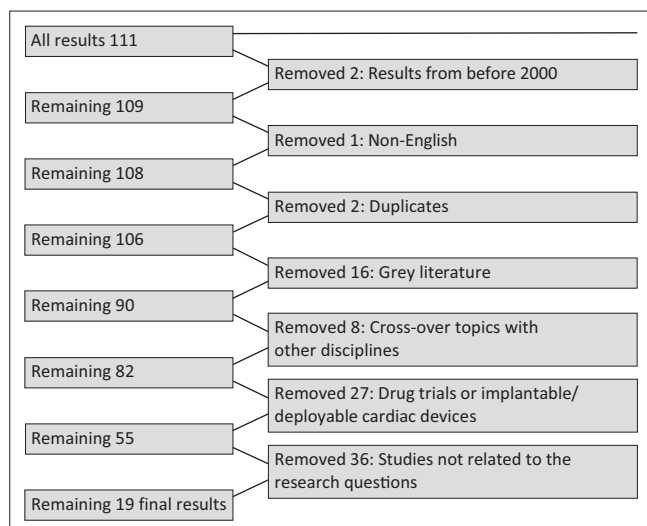 All results 111
Removed 2: Results from before 2000
Remaining 109
Removed 1: Non-English
Remaining 108
Removed 2: Duplicates
Remaining 106
Removed 16: Grey literature
Remaining 90
Removed 8: Cross-over topics with
other disciplines
Remaining 82
Removed 27: Drug trials or implantable/
deployable cardiac devices
Remaining 55
Removed 36: Studies not related to the
research questions
Remaining 19 final results